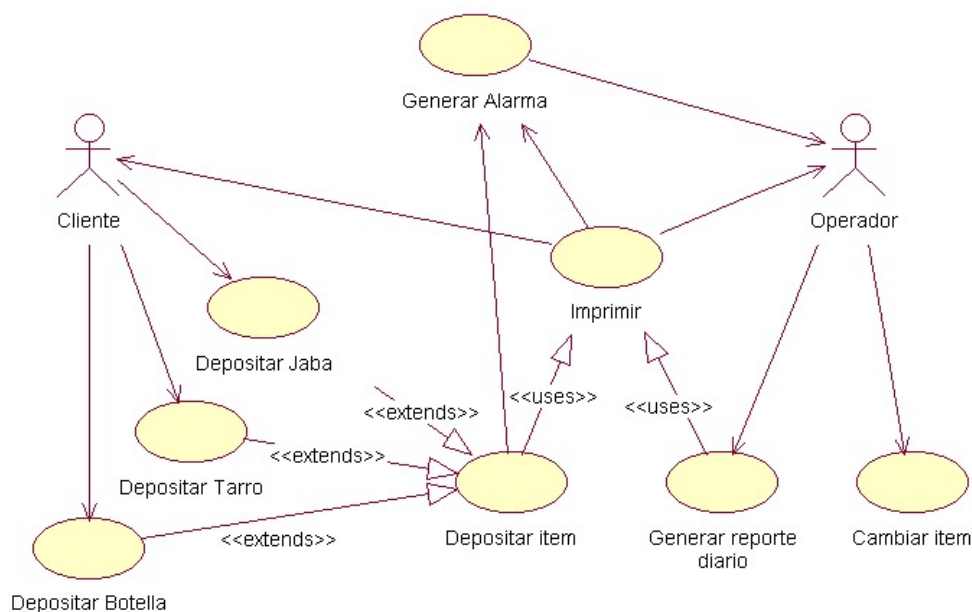 Generar Alarma
Cliente
Operador
Imprimir
Depositar Jaba
<<extends>>
<<uses>>
<<uses>>
<<extends>>
Depositar Tarro
<<extends>>
Depositar item
Generar reporte
diario
Cambiar item
Depositar Botella